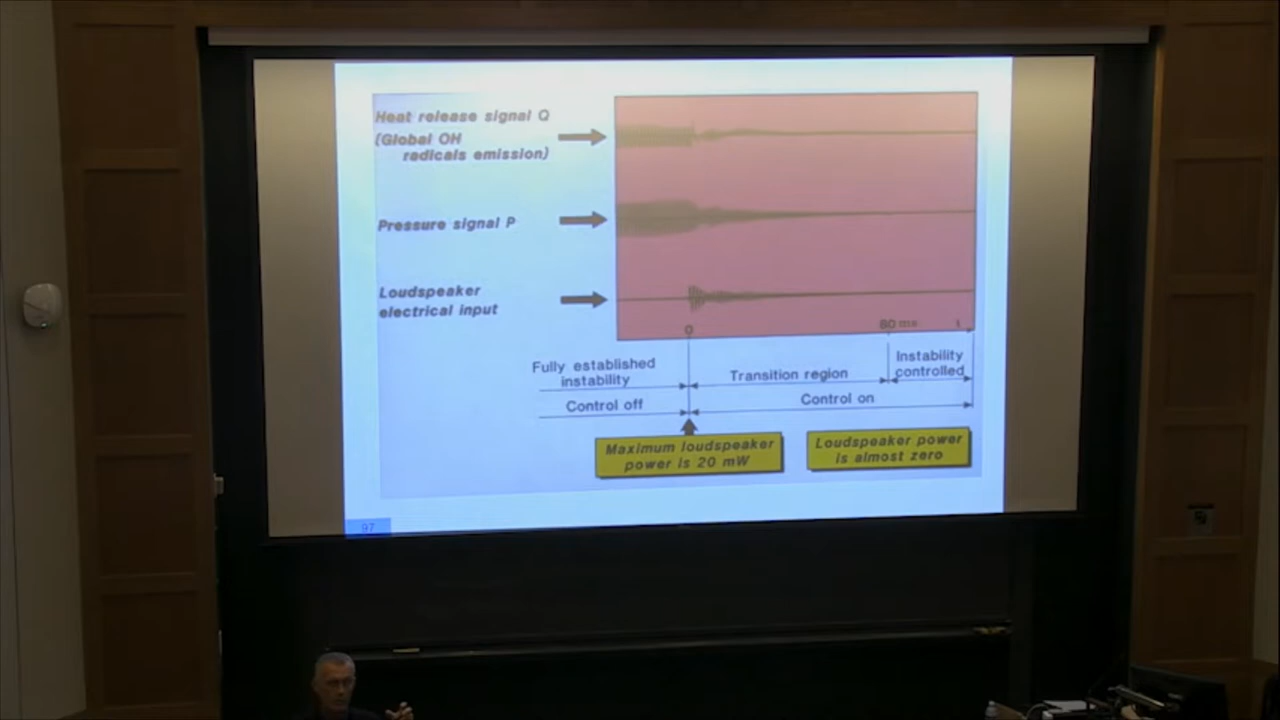 Heat release signal Q
(Global OH
radicals emission)
Pressure signal P
Loudspeaker
electrical input
0
80 ms
t
Fully established
instability
Transition region
Instability
controlled
Control off
Control on
Maximum loudspeaker
power is 20 mW
Loudspeaker power
is almost zero
97